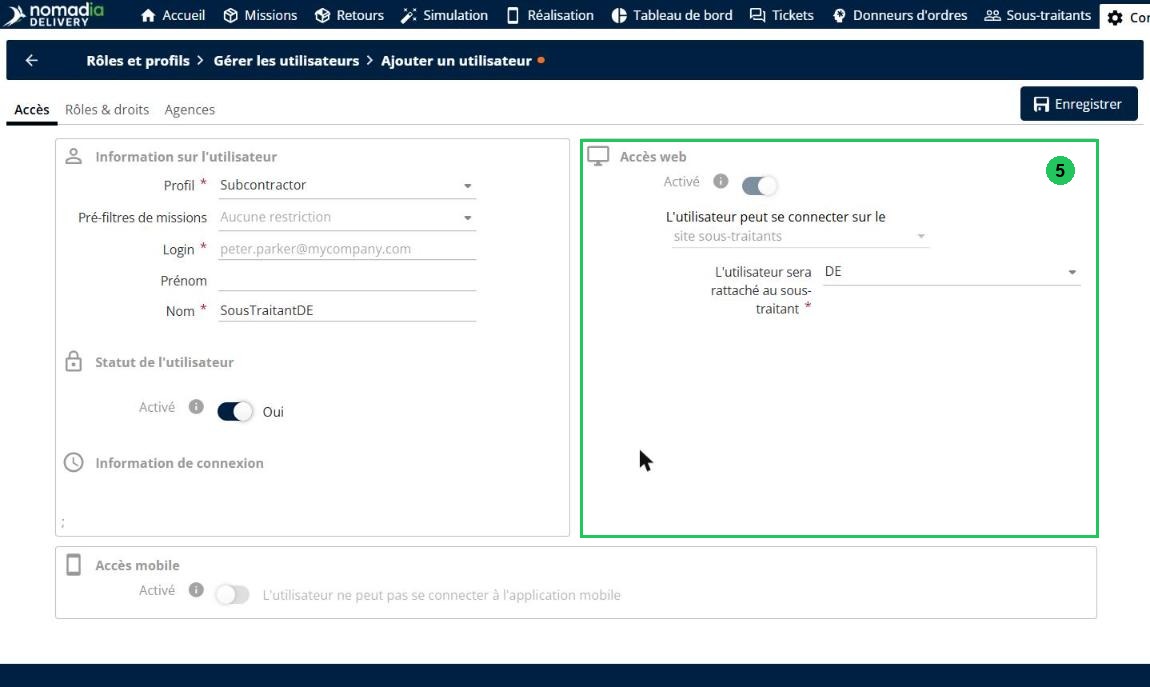 nomadia
DELIVERY
Accueil
Missions
Retours
Simulation
Réalisation
Tableau de bord
Tickets
Donneurs d'ordres
Sous-traitants
Rôles et profils > Gérer les utilisateurs > Ajouter un utilisateur
Accès
Rôles & droits
Agences
Enregistrer
Information sur l'utilisateur
Profil * Subcontractor
Pré-filtres de missions Aucune restriction
Login * peter.parker@mycompany.com
Prénom
Nom * SousTraitantDE
Statut de l'utilisateur
Activé Oui
Information de connexion
;
Accès web
5
Activé
L'utilisateur peut se connecter sur le
site sous-traitants
L'utilisateur sera
rattaché au sous-
traitant *
DE
Accès mobile
Activé L'utilisateur ne peut pas se connecter à l'application mobile